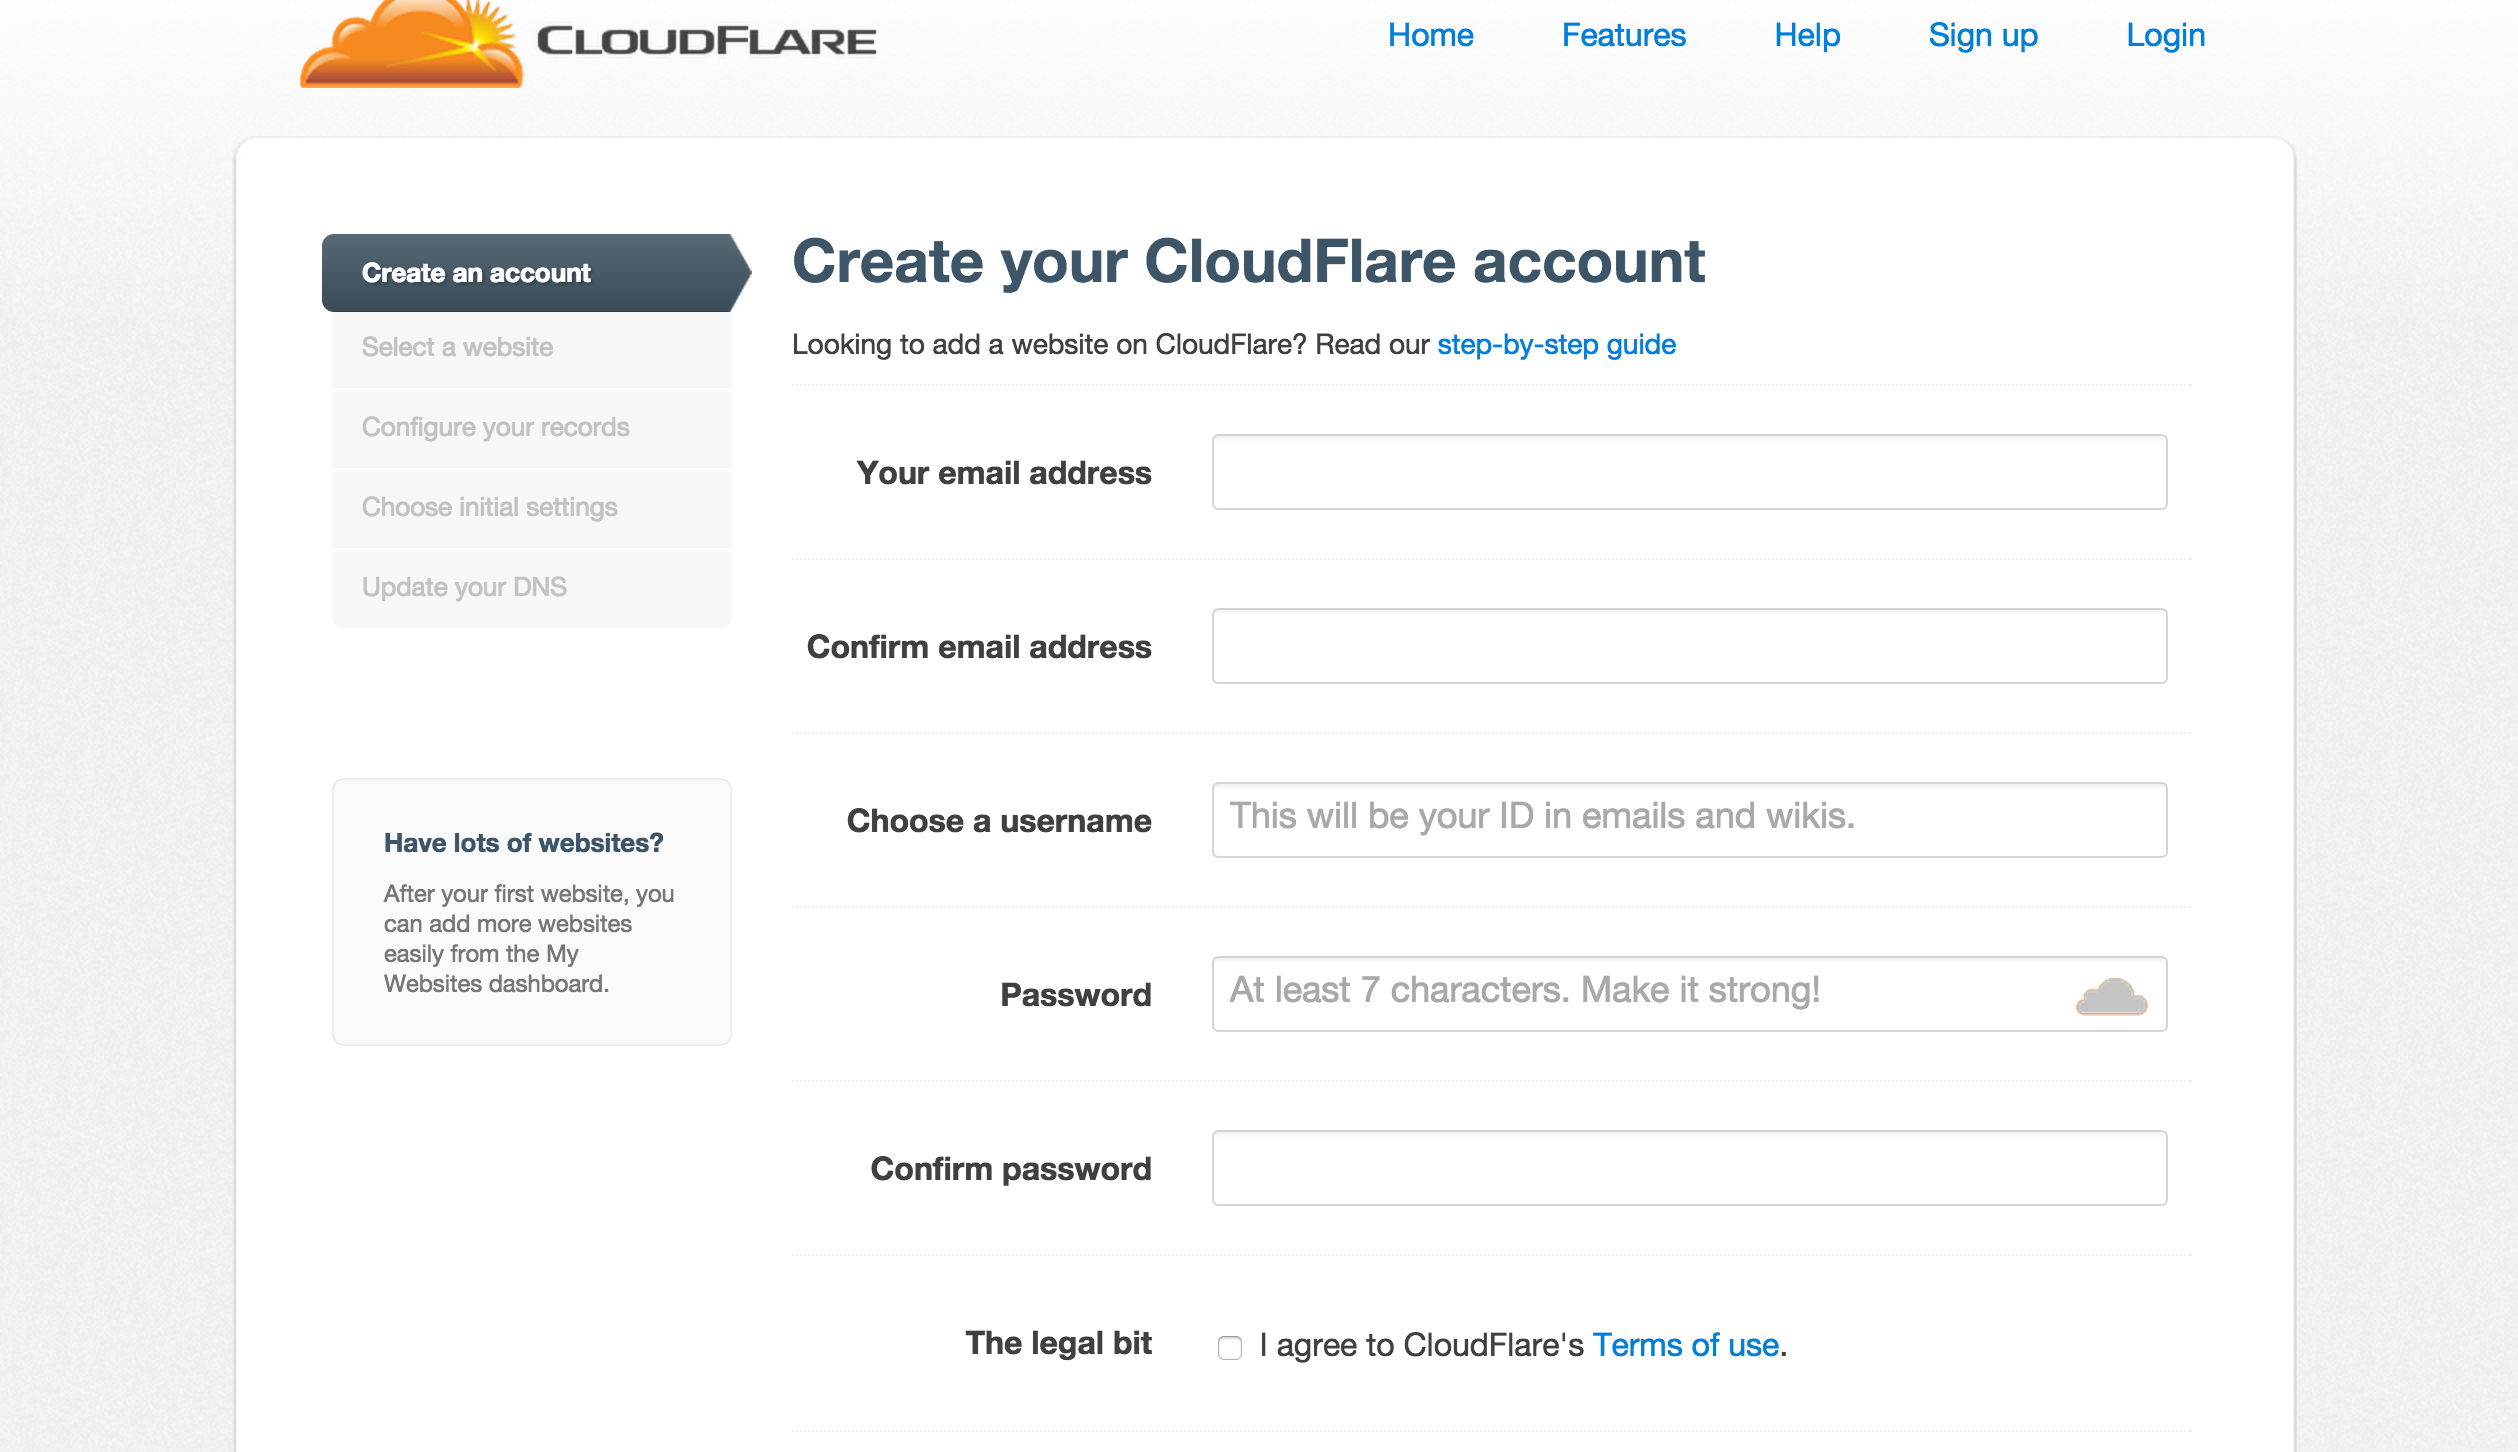 CLOUDFLARE
Home Features Help Sign up Login
Create an account
Select a website
Configure your records
Choose initial settings
Update your DNS
Have lots of websites?
After your first website, you
can add more websites
easily from the My
Websites dashboard.
Create your CloudFlare account
Looking to add a website on CloudFlare? Read our step-by-step guide
Your email address
Confirm email address
Choose a username This will be your ID in emails and wikis.
Password At least 7 characters. Make it strong!
Confirm password
The legal bit I agree to CloudFlare's Terms of use.